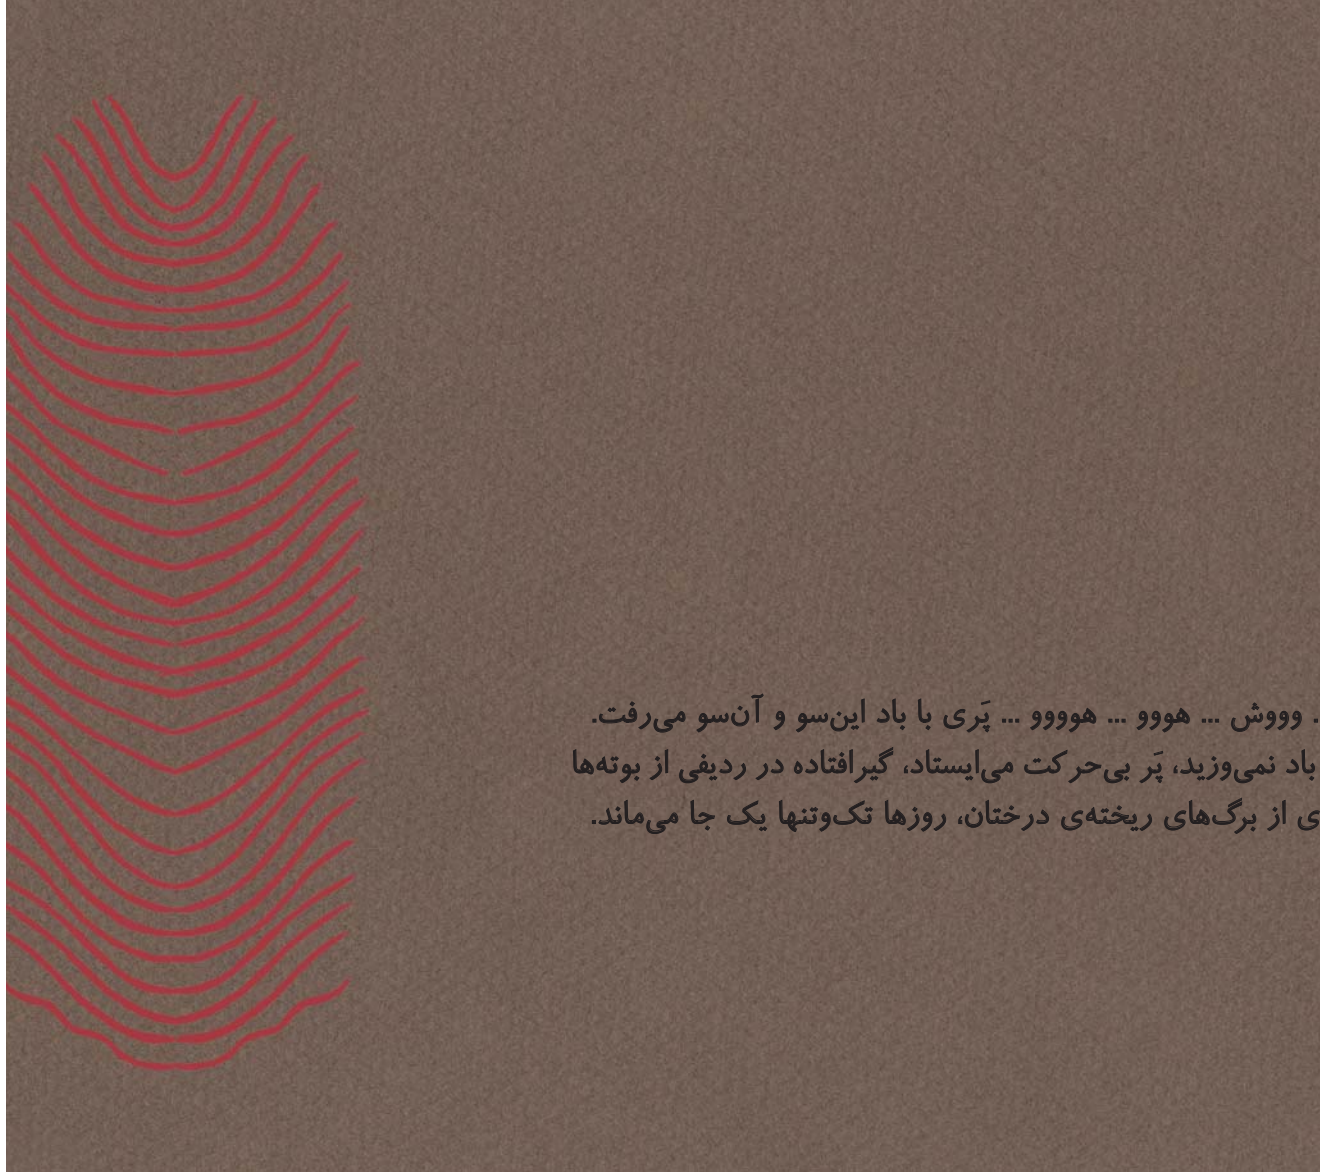 . وووش ... هووو ... هوووو ... پَری با باد این‌سو و آن‌سو می‌رفت.
باد نمی‌وزید، پَر بی‌حرکت می‌ایستاد، گیرافتاده در ردیفی از بوته‌ها
ی از برگ‌های ریخته‌ی درختان، روزها تک‌وتنها یک جا می‌ماند.